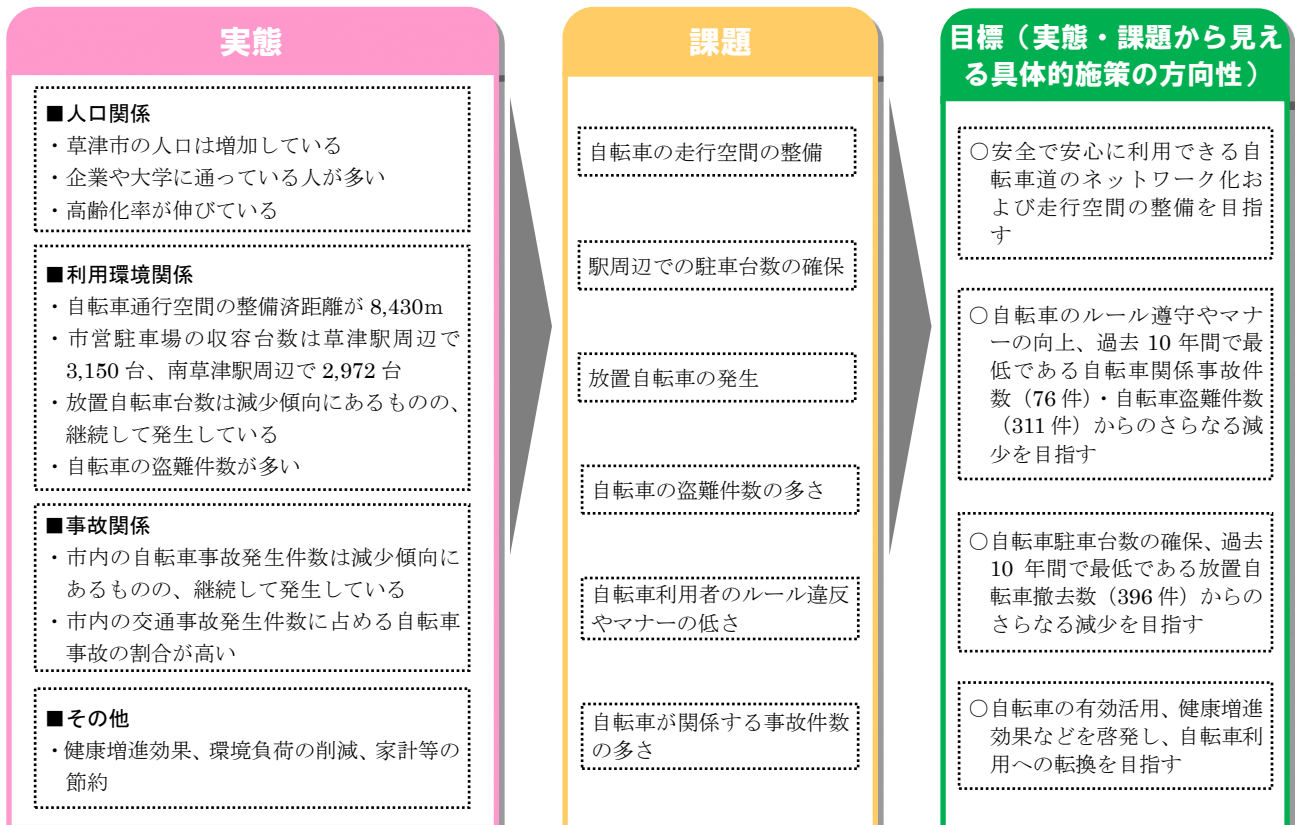 実態
■人口関係
・草津市の人口は増加している
・企業や大学に通っている人が多い
・高齢化率が伸びている
■利用環境関係
・自転車通行空間の整備済距離が 8,430m
・市営駐車場の収容台数は草津駅周辺で
3,150 台、南草津駅周辺で 2,972 台
・放置自転車台数は減少傾向にあるものの、
継続して発生している
・自転車の盗難件数が多い
■事故関係
・市内の自転車事故発生件数は減少傾向に
あるものの、継続して発生している
・市内の交通事故発生件数に占める自転車
事故の割合が高い
■その他
・健康増進効果、環境負荷の削減、家計等の
節約
課題
自転車の走行空間の整備
駅周辺での駐車台数の確保
放置自転車の発生
自転車の盗難件数の多さ
自転車利用者のルール違反
やマナーの低さ
自転車が関係する事故件数
の多さ
目標（実態・課題から見え
る具体的施策の方向性）
○安全で安心に利用できる自
転車道のネットワーク化お
よび走行空間の整備を目指
す
○自転車のルール遵守やマナ
ーの向上、過去 10 年間で最
低である自転車関係事故件
数（76 件）・自転車盗難件数
（311 件）からのさらなる減
少を目指す
○自転車駐車台数の確保、過去
10 年間で最低である放置自
転車撤去数（396 件）からの
さらなる減少を目指す
○自転車の有効活用、健康増進
効果などを啓発し、自転車利
用への転換を目指す